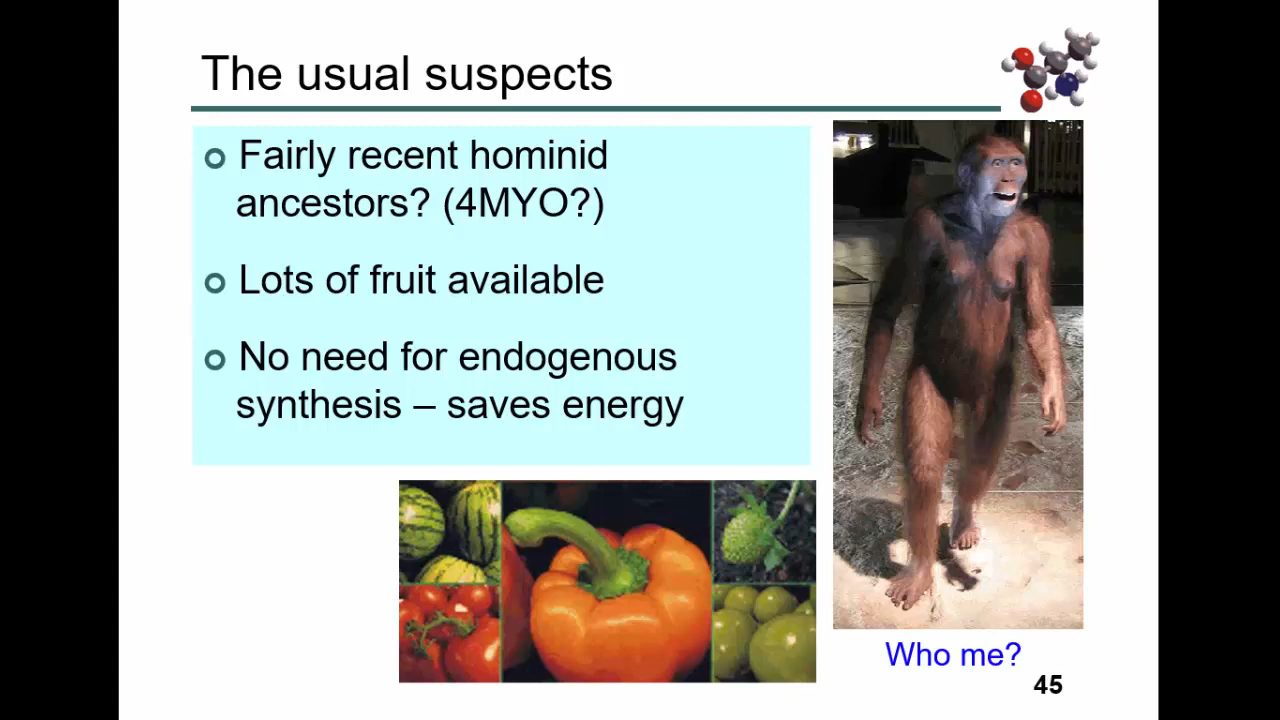 The usual suspects
Fairly recent hominid
ancestors? (4MYO?)
Lots of fruit available
No need for endogenous
synthesis – saves energy
Who me?
45